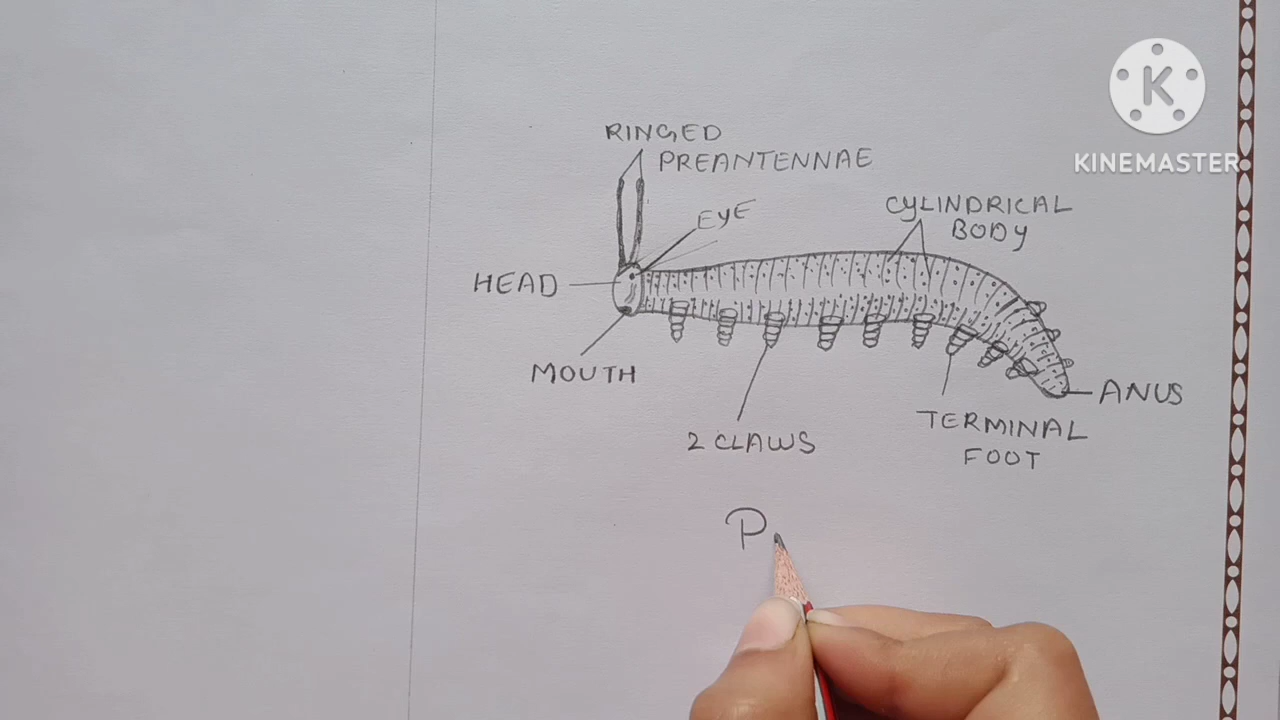 RINGED
PREANTENNAE
EYE
CYLINDRICAL
BODY
HEAD
MOUTH
2 CLAWS
TERMINAL
FOOT
ANUS
P
K
KINEMASTER